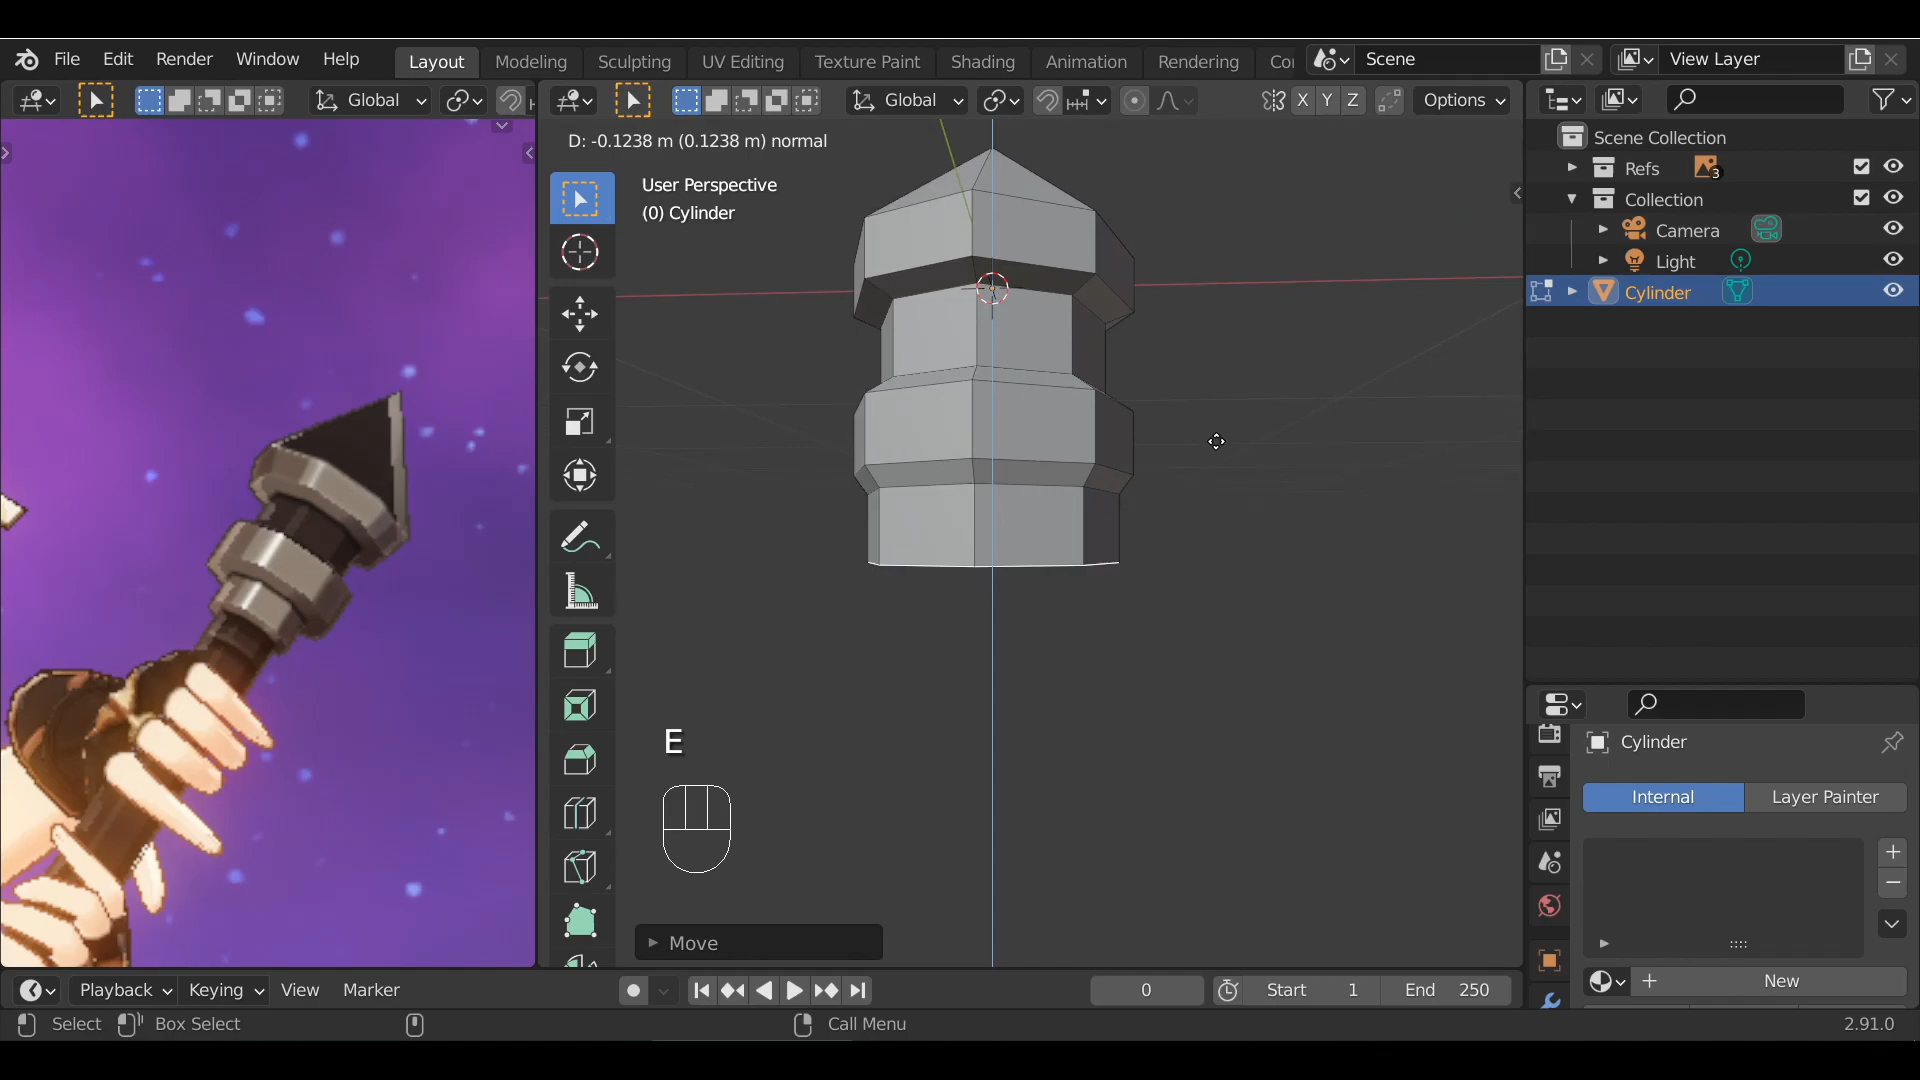 File Edit Render Window Help Layout Modeling Sculpting UV Editing Texture Paint Shading Animation Rendering Co Scene View Layer
Global Global X Y Z Options
D: -0.1238 m (0.1238 m) normal
User Perspective
(0) Cylinder
Scene Collection
Refs 3
Collection
Camera
Light
Cylinder
E
Move
Cylinder
Internal Layer Painter
New
Playback Keying View Marker 0 Start 1 End 250
Select Box Select Call Menu 2.91.0